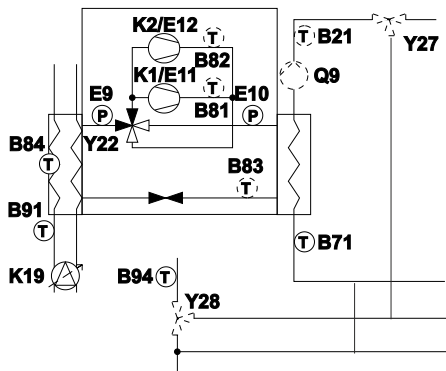 K2/E12
T
B82
T B21
Y27
K1/E11
T
B81
Q9
E9
P
E10
P
Y22
B84
T
B83
T
B91
T
T B71
K19
B94 T
Y28